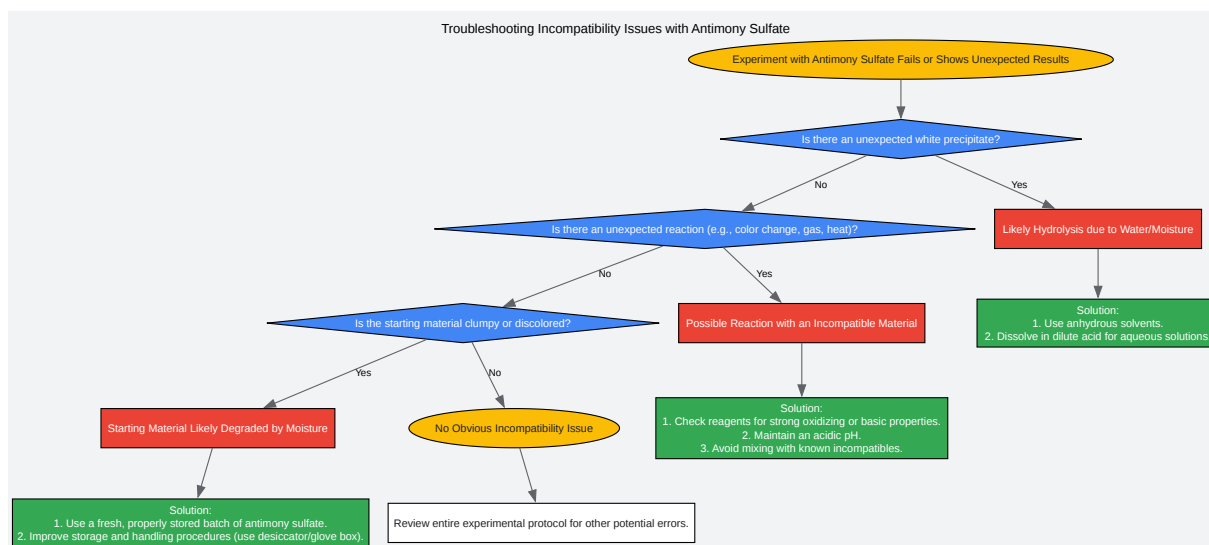 Troubleshooting Incompatibility Issues with Antimony Sulfate
Experiment with Antimony Sulfate Fails or Shows Unexpected Results
Is there an unexpected white precipitate?
No
Yes
Is there an unexpected reaction (e.g., color change, gas, heat)?
Likely Hydrolysis due to Water/Moisture
No
Yes
Solution:
1. Use anhydrous solvents.
2. Dissolve in dilute acid for aqueous solutions
Is the starting material clumpy or discolored?
Possible Reaction with an Incompatible Material
Yes
No
Solution:
1. Check reagents for strong oxidizing or basic properties.
2. Maintain an acidic pH.
3. Avoid mixing with known incompatibles.
Starting Material Likely Degraded by Moisture
No Obvious Incompatibility Issue
Solution:
1. Use a fresh, properly stored batch of antimony sulfate.
2. Improve storage and handling procedures (use desiccator/glove box).
Review entire experimental protocol for other potential errors.